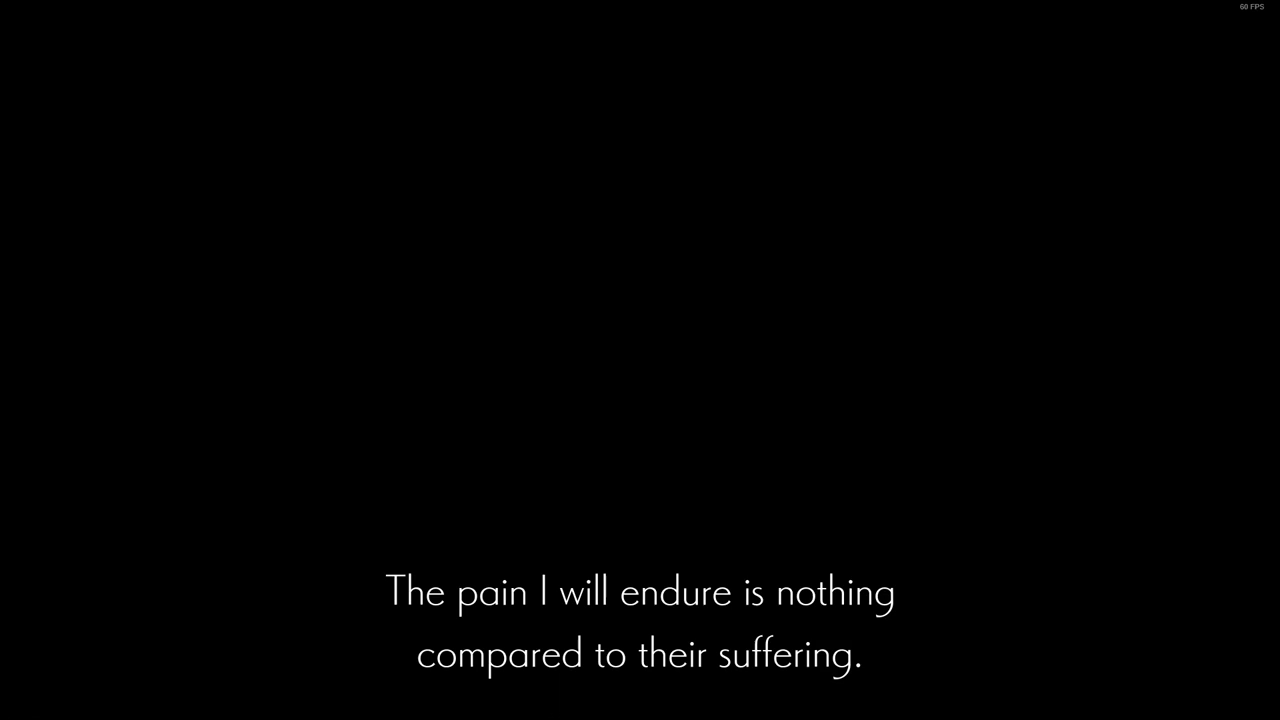 60 FPS
The pain I will endure is nothing
compared to their suffering.